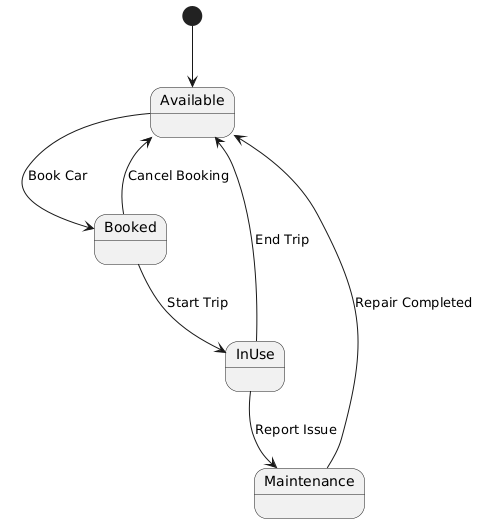 Available
Book Car
Cancel Booking
Booked
End Trip
Start Trip
Repair Completed
InUse
Report Issue
Maintenance